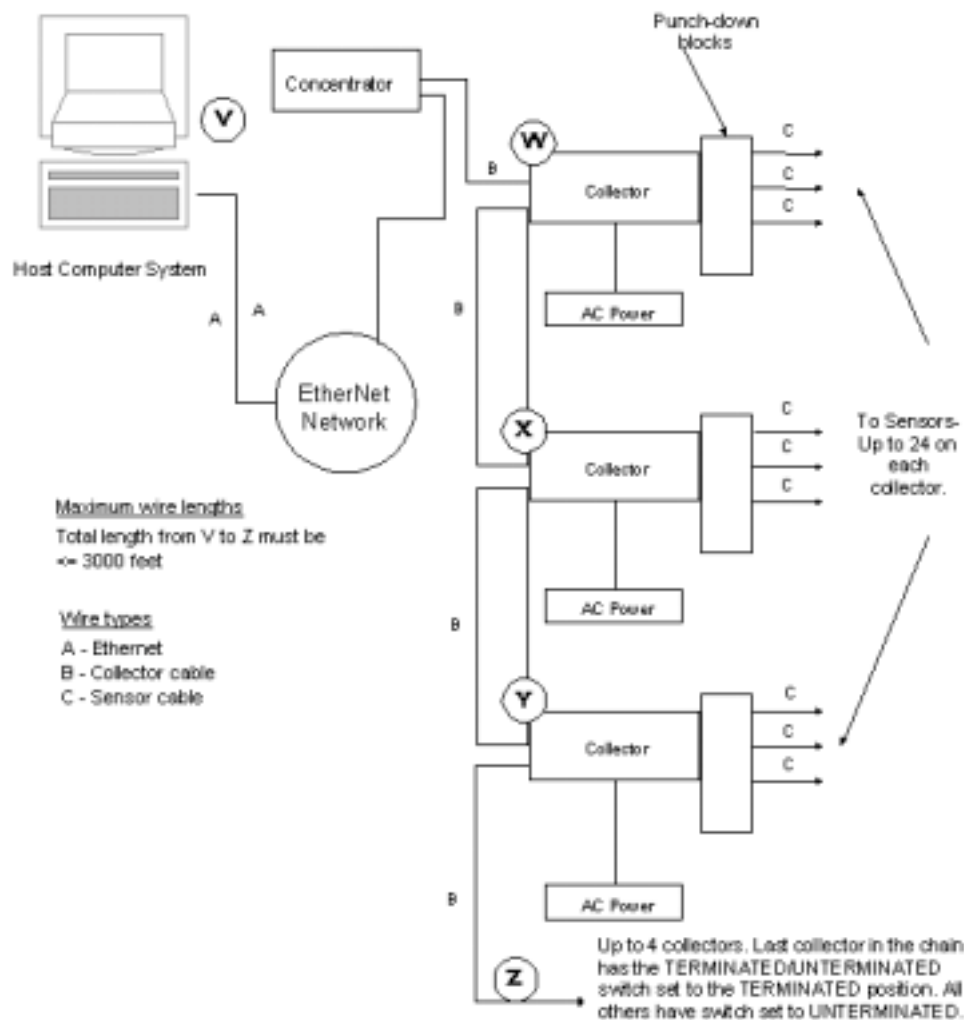 Punch-down
blocks
Concentrator
V
W
C
C
C
B
Collector
Host Computer System
AC Power
A
A
B
EtherNet
Network
X
C
C
C
Collector
To Sensors-
Up to 24 on
each
collector.
Maximum wire lengths
Total length from V to Z must be
<= 3000 feet
AC Power
Wire types
A - Ethernet
B - Collector cable
C - Sensor cable
B
Y
C
C
C
Collector
B
AC Power
Z
Up to 4 collectors. Last collector in the chain
has the TERMINATED/UNTERMINATED
switch set to the TERMINATED position. All
others have switch set to UNTERMINATED.